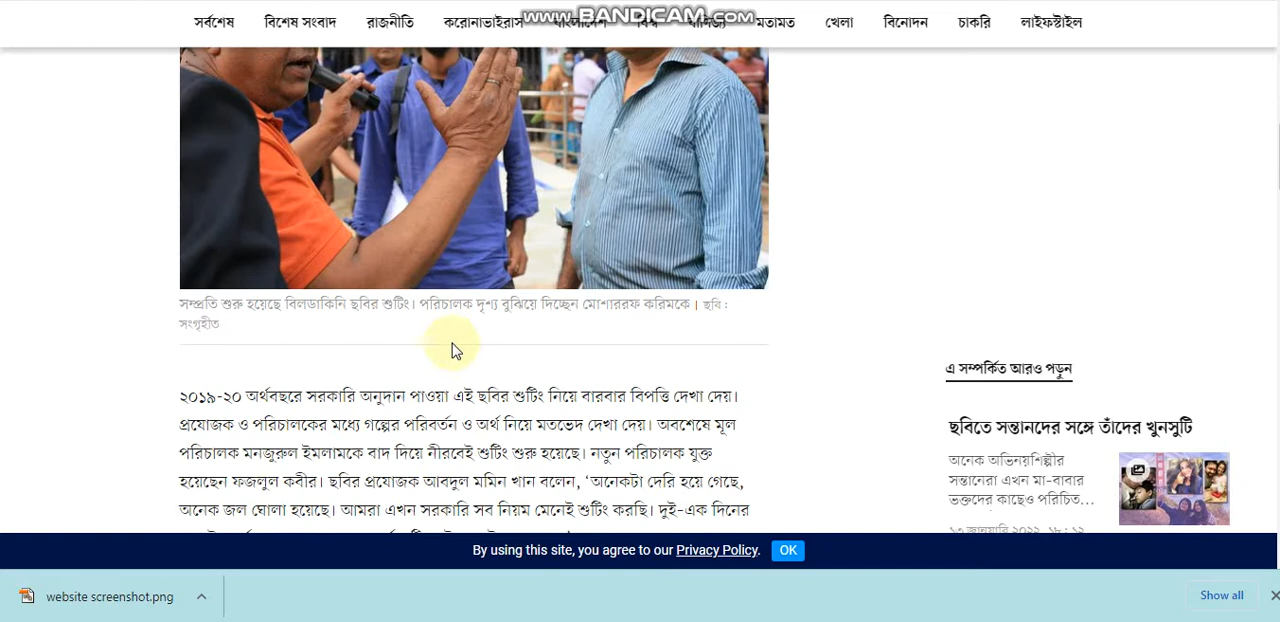 www.BANDICAM.com
সর্বশেষ বিশেষ সংবাদ রাজনীতি করোনাভাইরাস বাংলাদেশ বিশ্ব বাণিজ্য মতামত খেলা বিনোদন চাকরি লাইফস্টাইল
সম্প্রতি শুরু হয়েছে বিলডাকিনি ছবির শুটিং। পরিচালক দৃশ্য বুঝিয়ে দিচ্ছেন মোশাররফ করিমকে | ছবি :
সংগৃহীত
২০১৯-২০ অর্থবছরে সরকারি অনুদান পাওয়া এই ছবির শুটিং নিয়ে বারবার বিপত্তি দেখা দেয়।
প্রযোজক ও পরিচালকের মধ্যে গল্পের পরিবর্তন ও অর্থ নিয়ে মতভেদ দেখা দেয়। অবশেষে মূল
পরিচালক মনজুরুল ইমলামকে বাদ দিয়ে নীরবেই শুটিং শুরু হয়েছে। নতুন পরিচালক যুক্ত
হয়েছেন ফজলুল কবীর। ছবির প্রযোজক আবদুল মমিন খান বলেন, ‘অনেকটা দেরি হয়ে গেছে,
অনেক জল ঘোলা হয়েছে। আমরা এখন সরকারি সব নিয়ম মেনেই শুটিং করছি। দুই-এক দিনের
এ সম্পর্কিত আরও পড়ুন
ছবিতে সন্তানদের সঙ্গে তাঁদের খুনসুটি
অনেক অভিনয়শিল্পীর
সন্তানেরা এখন মা-বাবার
ভক্তদের কাছেও পরিচিত...
১৩ জানুয়ারি ২০২২, ১৮ : ১২
By using this site, you agree to our Privacy Policy. OK
website screenshot.png
Show all